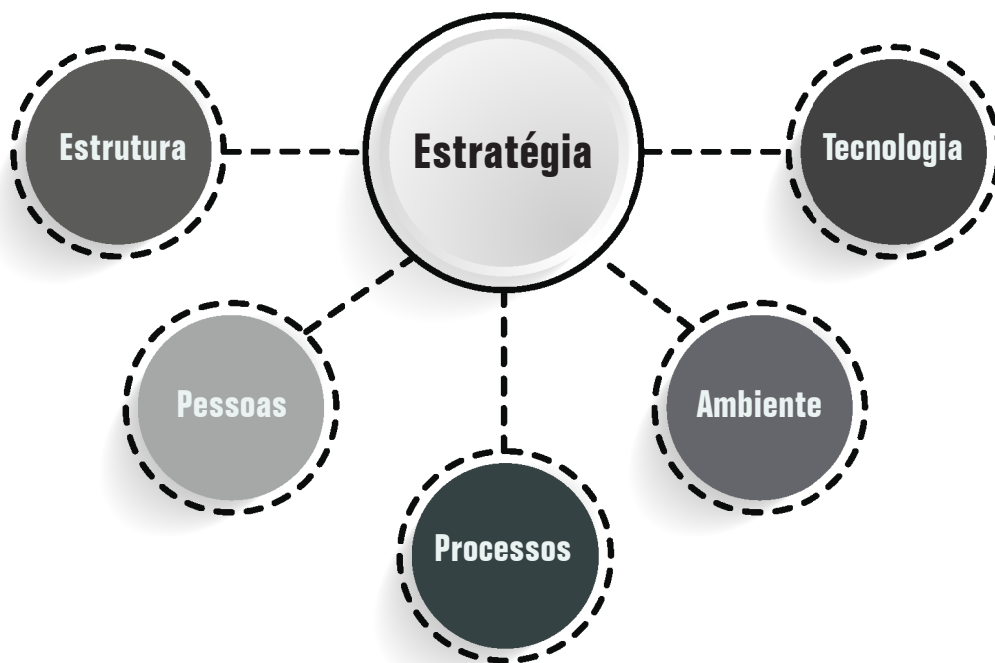 Estrutura
Estratégia
Tecnologia
Pessoas
Ambiente
Processos